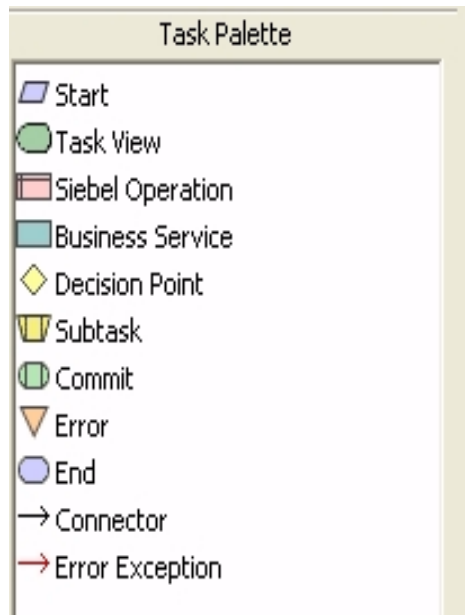 Task Palette
Start
Task View
Siebel Operation
Business Service
Decision Point
Subtask
Commit
Error
End
Connector
Error Exception